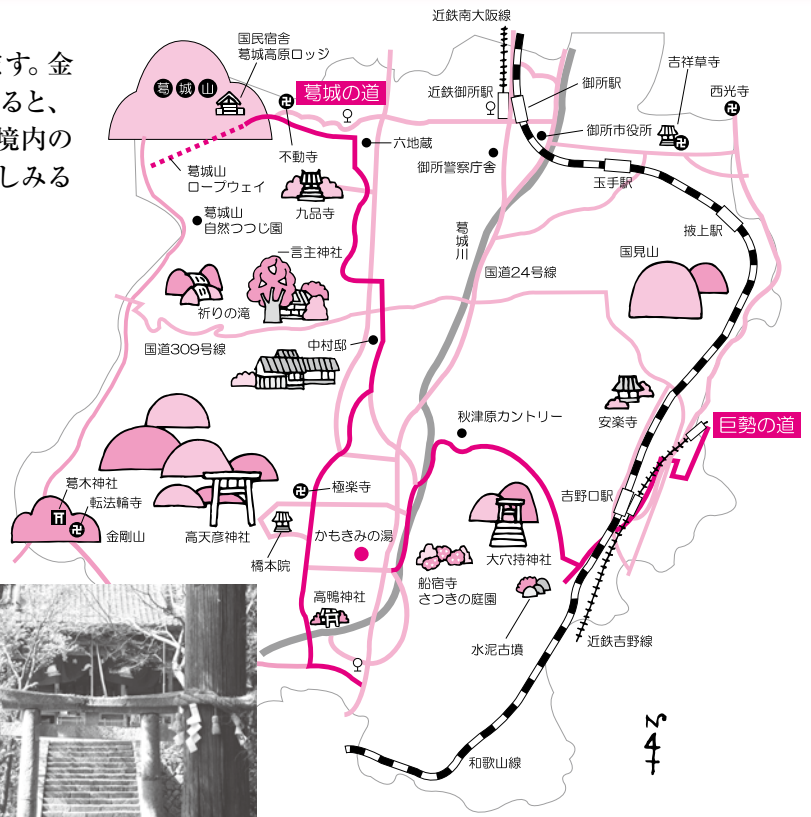 す。金
ると、
境内の
しみる
近鉄南大阪線
国民宿舎
葛城高原ロッジ
葛城山
葛城の道
近鉄御所駅
御所駅
吉祥草寺
西光寺
不動寺
六地蔵
御所市役所
御所警察庁舎
葛城山
ロープウェイ
九品寺
玉手駅
葛城山
自然つつじ園
掖上駅
葛城川
一言主神社
国見山
国道24号線
祈りの滝
国道309号線
中村邸
安楽寺
秋津原カントリー
巨勢の道
葛木神社
転法輪寺
金剛山
極楽寺
吉野口駅
高天彦神社
橋本院
かもきみの湯
大穴持神社
船宿寺
さつきの庭園
高鴨神社
水泥古墳
近鉄吉野線
和歌山線